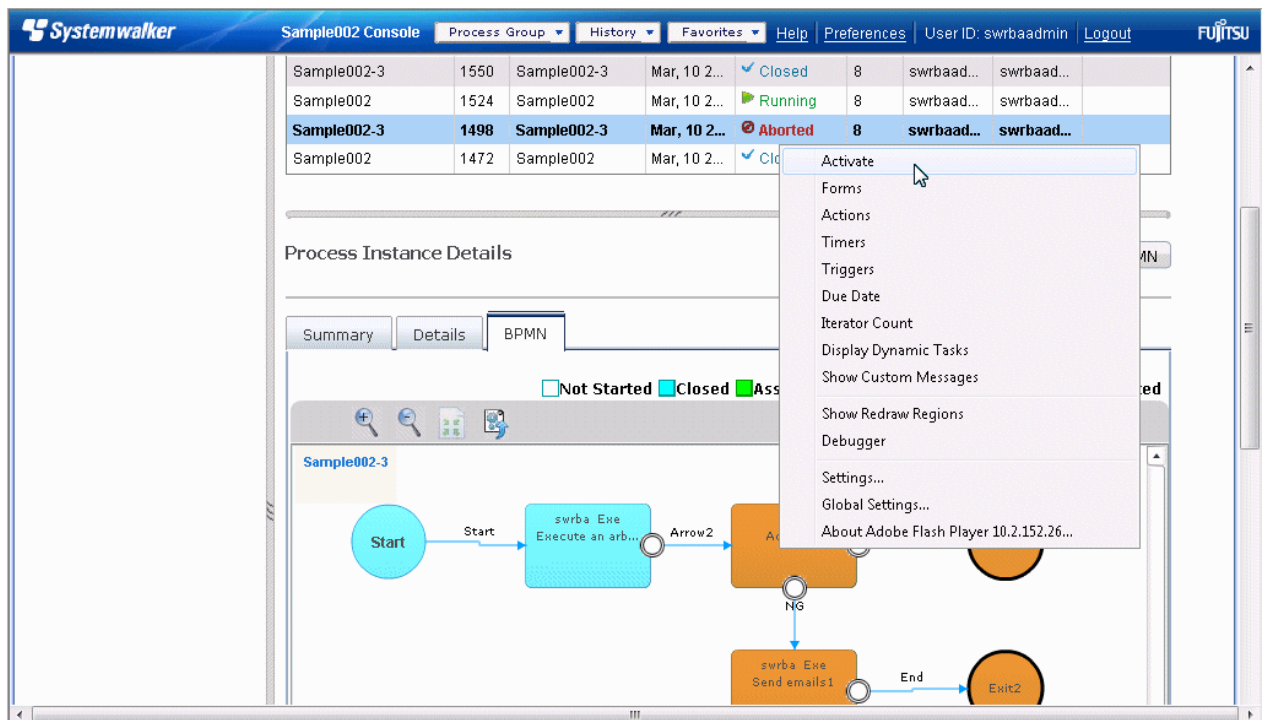 Systemwalker Sample002 Console Process Group History Favorites Help Preferences User ID: swrbaadmin Logout FUJITSU
Sample002-3 1550 Sample002-3 Mar, 10 2... Closed 8 swrbaad... swrbaad...
Sample002 1524 Sample002 Mar, 10 2... Running 8 swrbaad... swrbaad...
Sample002-3 1498 Sample002-3 Mar, 10 2... Aborted 8 swrbaad... swrbaad...
Sample002 1472 Sample002 Mar, 10 2...
Activate
Forms
Actions
Timers
Triggers
Due Date
Iterator Count
Display Dynamic Tasks
Show Custom Messages
Show Redraw Regions
Debugger
Settings...
Global Settings...
About Adobe Flash Player 10.2.152.26...
Process Instance Details
Summary Details BPMN
Not Started Closed
Sample002-3
Start
Start
swrba Exe
Execute an arb...
Arrow2
NG
swrba Exe
Send emails1
End
Exit2